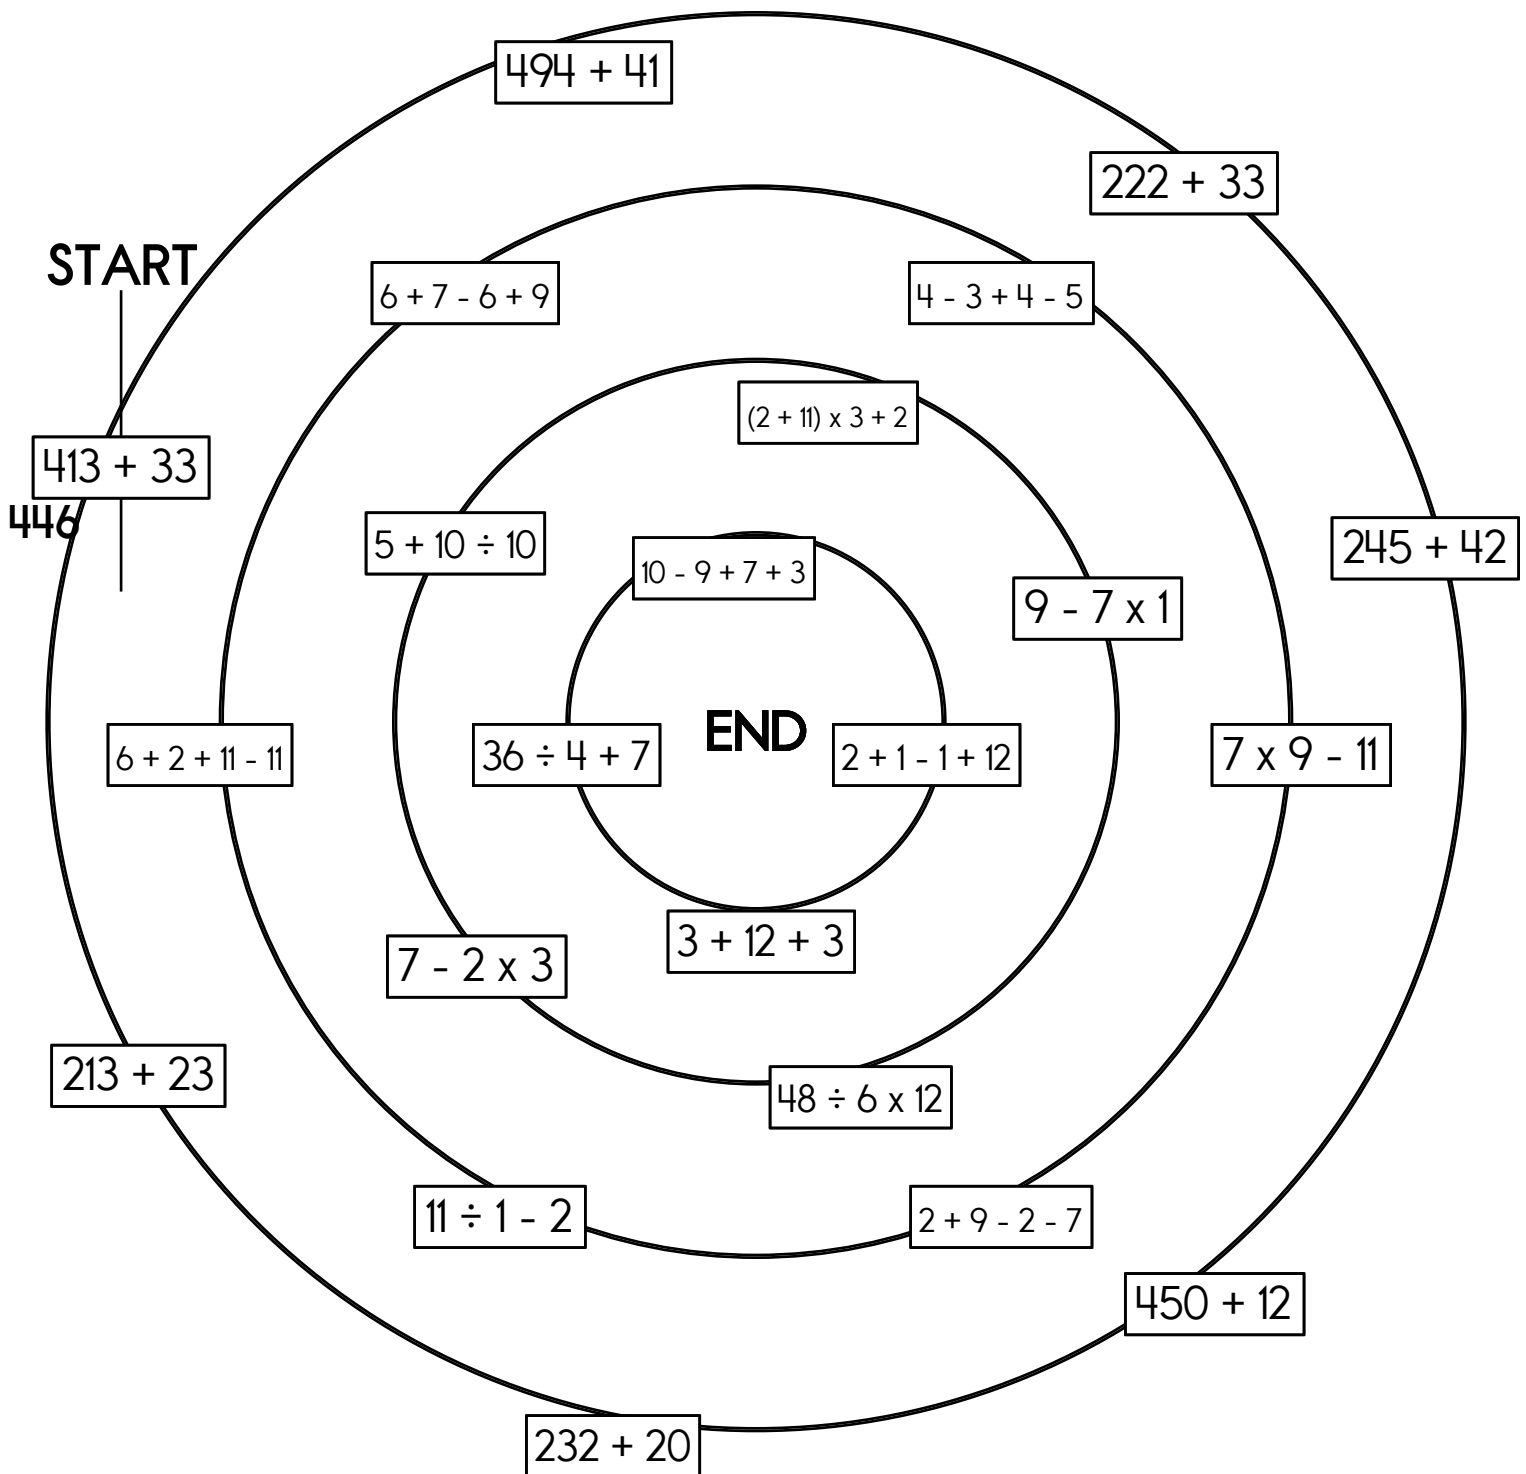 494 + 41
222 + 33
START
6 + 7 - 6 + 9
4 - 3 + 4 - 5
(2 + 11) x 3 + 2
413 + 33
446
5 + 10 ÷ 10
245 + 42
10 - 9 + 7 + 3
9 - 7 x 1
6 + 2 + 11 - 11
36 ÷ 4 + 7
END
2 + 1 - 1 + 12
7 x 9 - 11
3 + 12 + 3
7 - 2 x 3
213 + 23
48 ÷ 6 x 12
11 ÷ 1 - 2
2 + 9 - 2 - 7
450 + 12
232 + 20